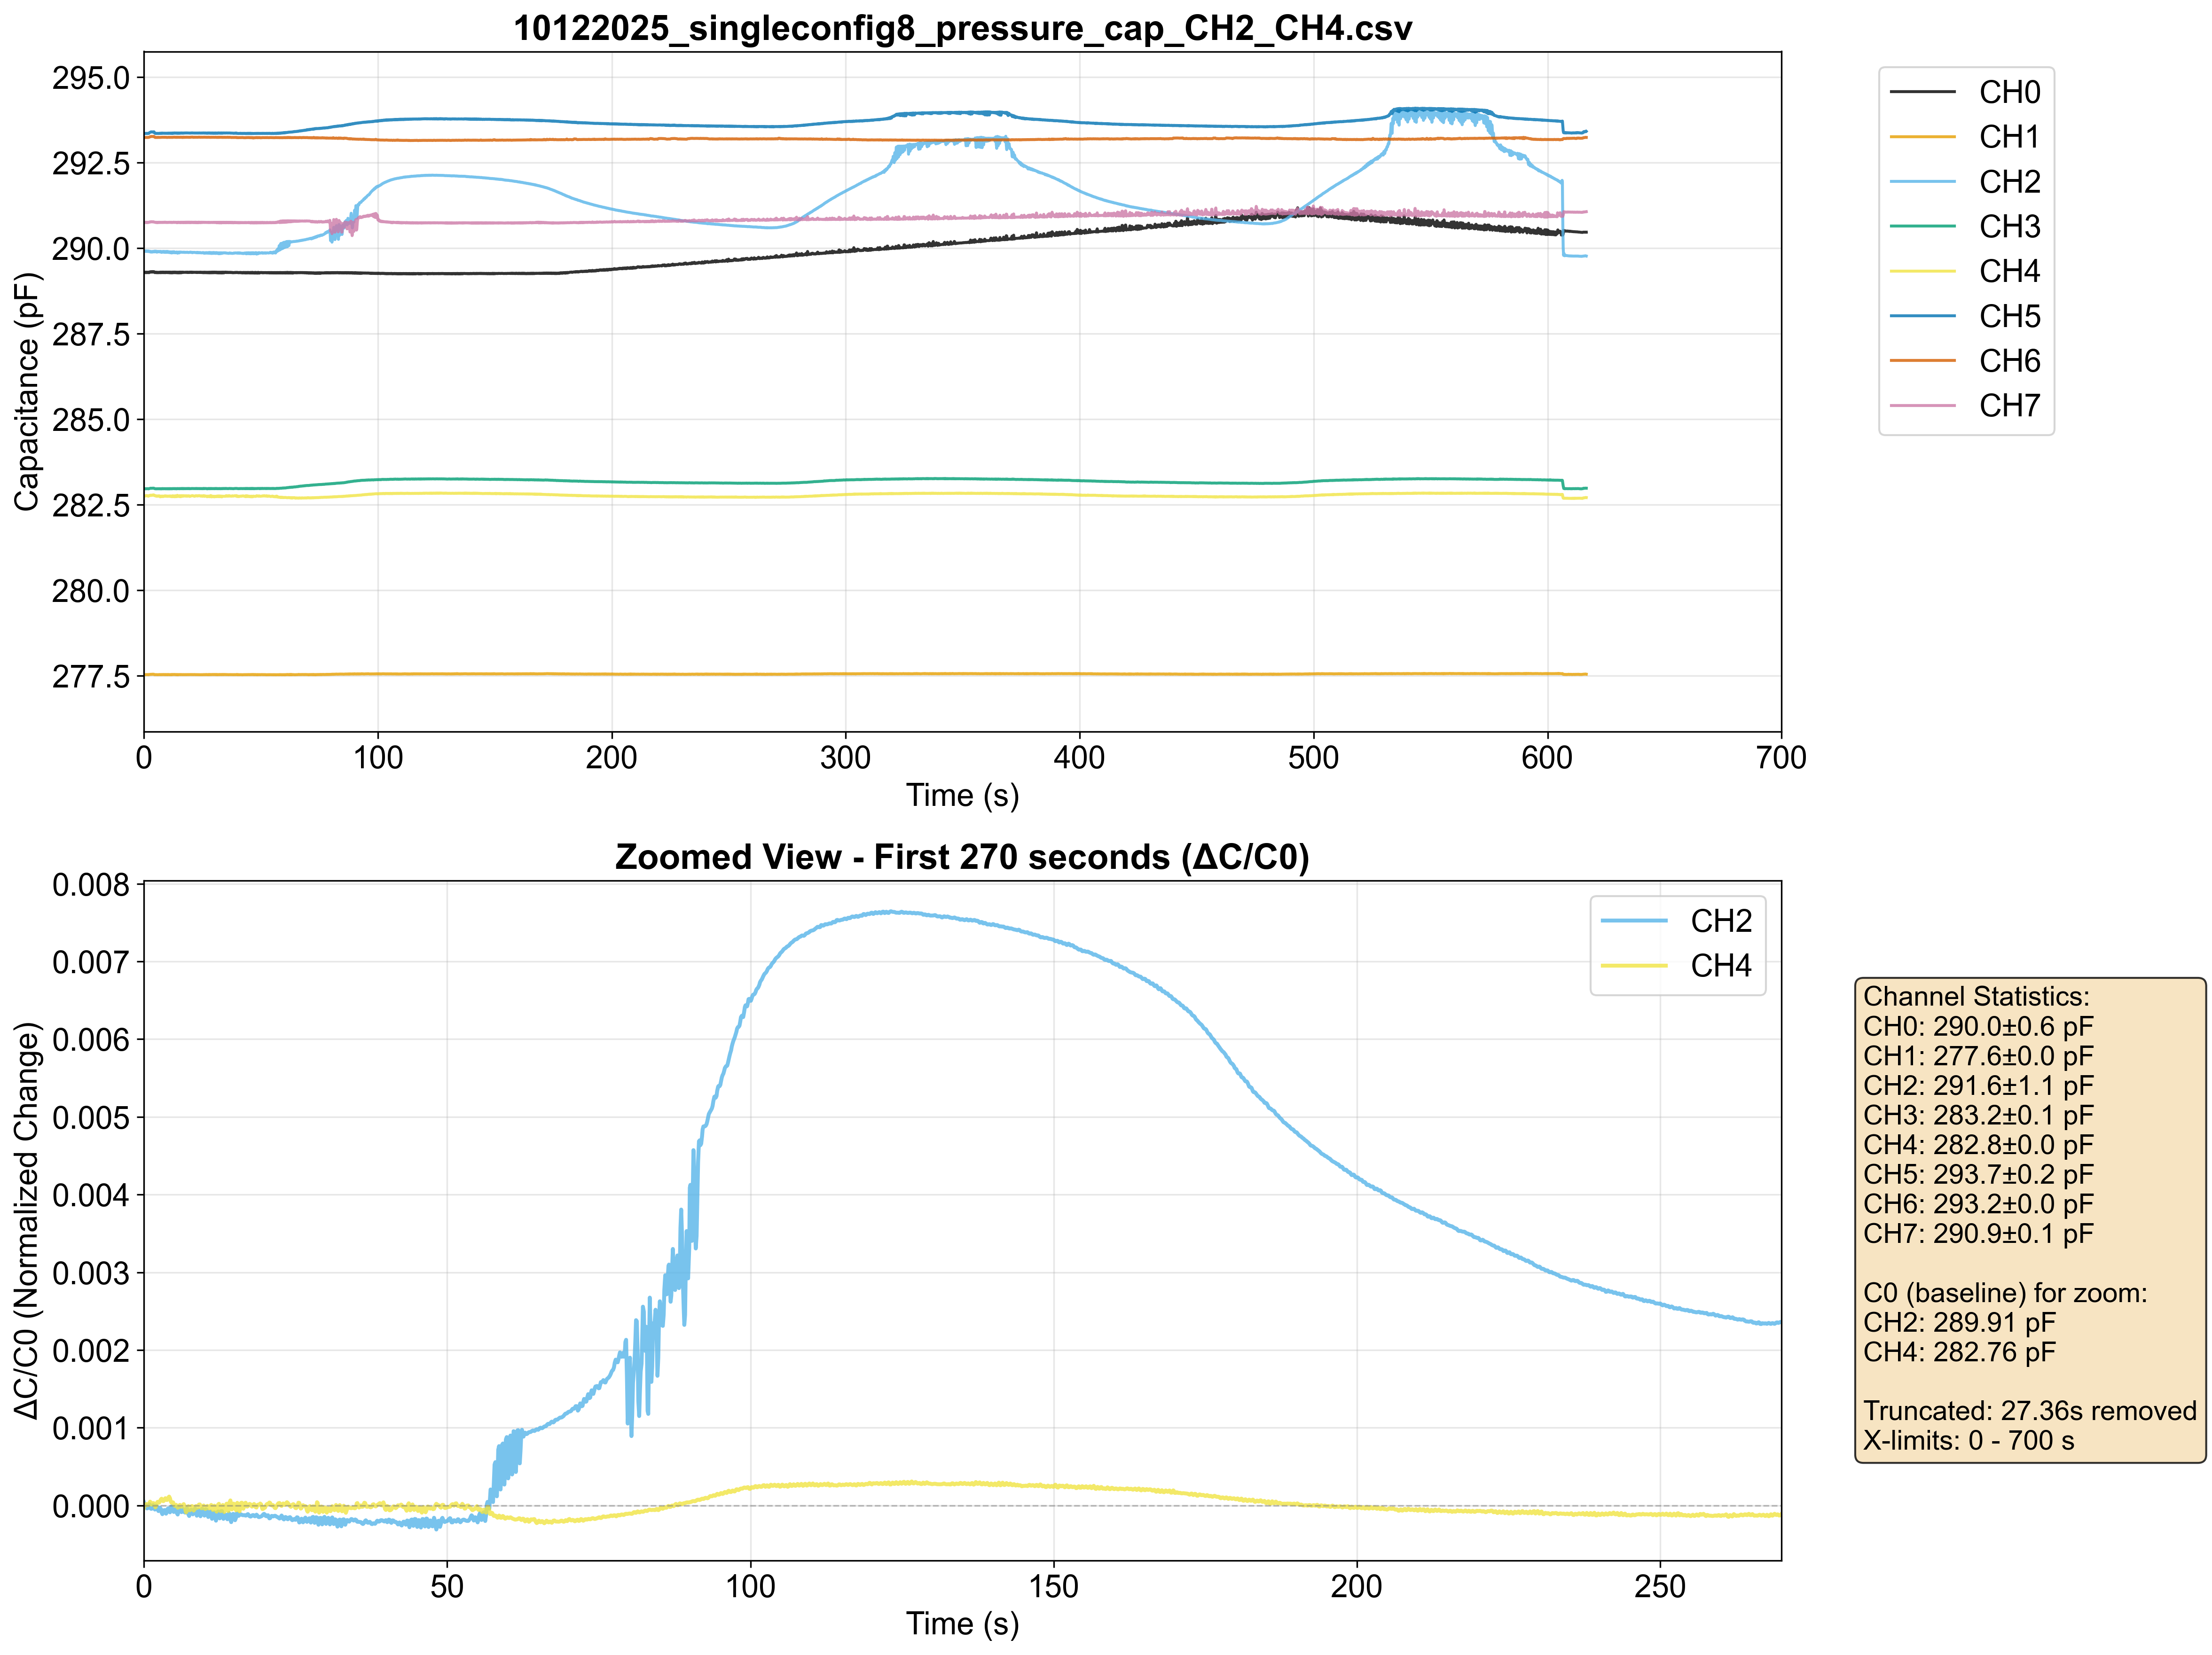 10122025_singleconfig8_pressure_cap_CH2_CH4.csv
Capacitance (pF)
295.0
292.5
290.0
287.5
285.0
282.5
280.0
277.5
0 100 200 300 400 500 600 700
Time (s)
CH0
CH1
CH2
CH3
CH4
CH5
CH6
CH7
Zoomed View - First 270 seconds (ΔC/C0)
ΔC/C0 (Normalized Change)
0.008
0.007
0.006
0.005
0.004
0.003
0.002
0.001
0.000
0 50 100 150 200 250
Time (s)
CH2
CH4
Channel Statistics:
CH0: 290.0±0.6 pF
CH1: 277.6±0.0 pF
CH2: 291.6±1.1 pF
CH3: 283.2±0.1 pF
CH4: 282.8±0.0 pF
CH5: 293.7±0.2 pF
CH6: 293.2±0.0 pF
CH7: 290.9±0.1 pF
C0 (baseline) for zoom:
CH2: 289.91 pF
CH4: 282.76 pF
Truncated: 27.36s removed
X-limits: 0 - 700 s